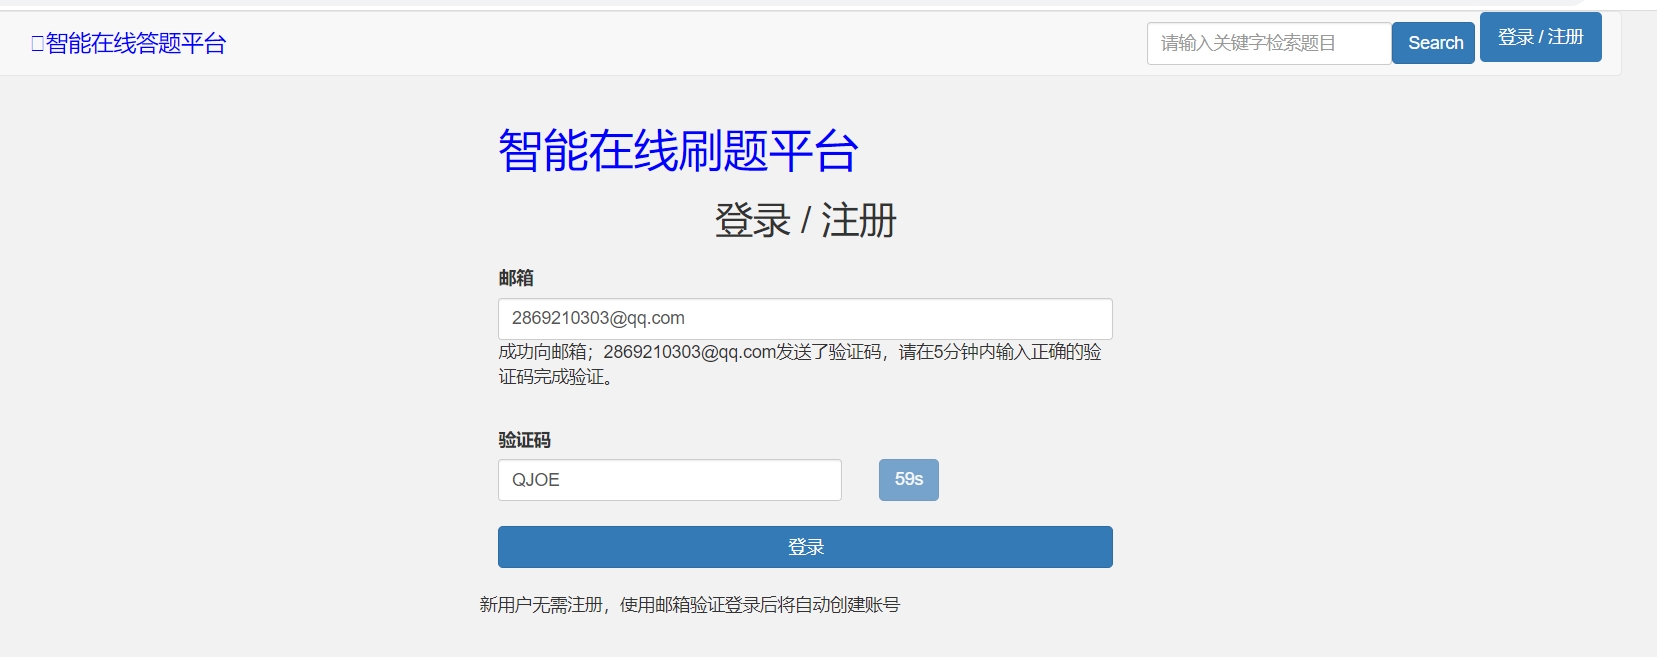 智能在线答题平台
请输入关键字检索题目
Search
登录 / 注册
智能在线刷题平台
登录 / 注册
邮箱
2869210303@qq.com
成功向邮箱；2869210303@qq.com发送了验证码，请在5分钟内输入正确的验
证码完成验证。
验证码
QJOE
59s
登录
新用户无需注册，使用邮箱验证登录后将自动创建账号